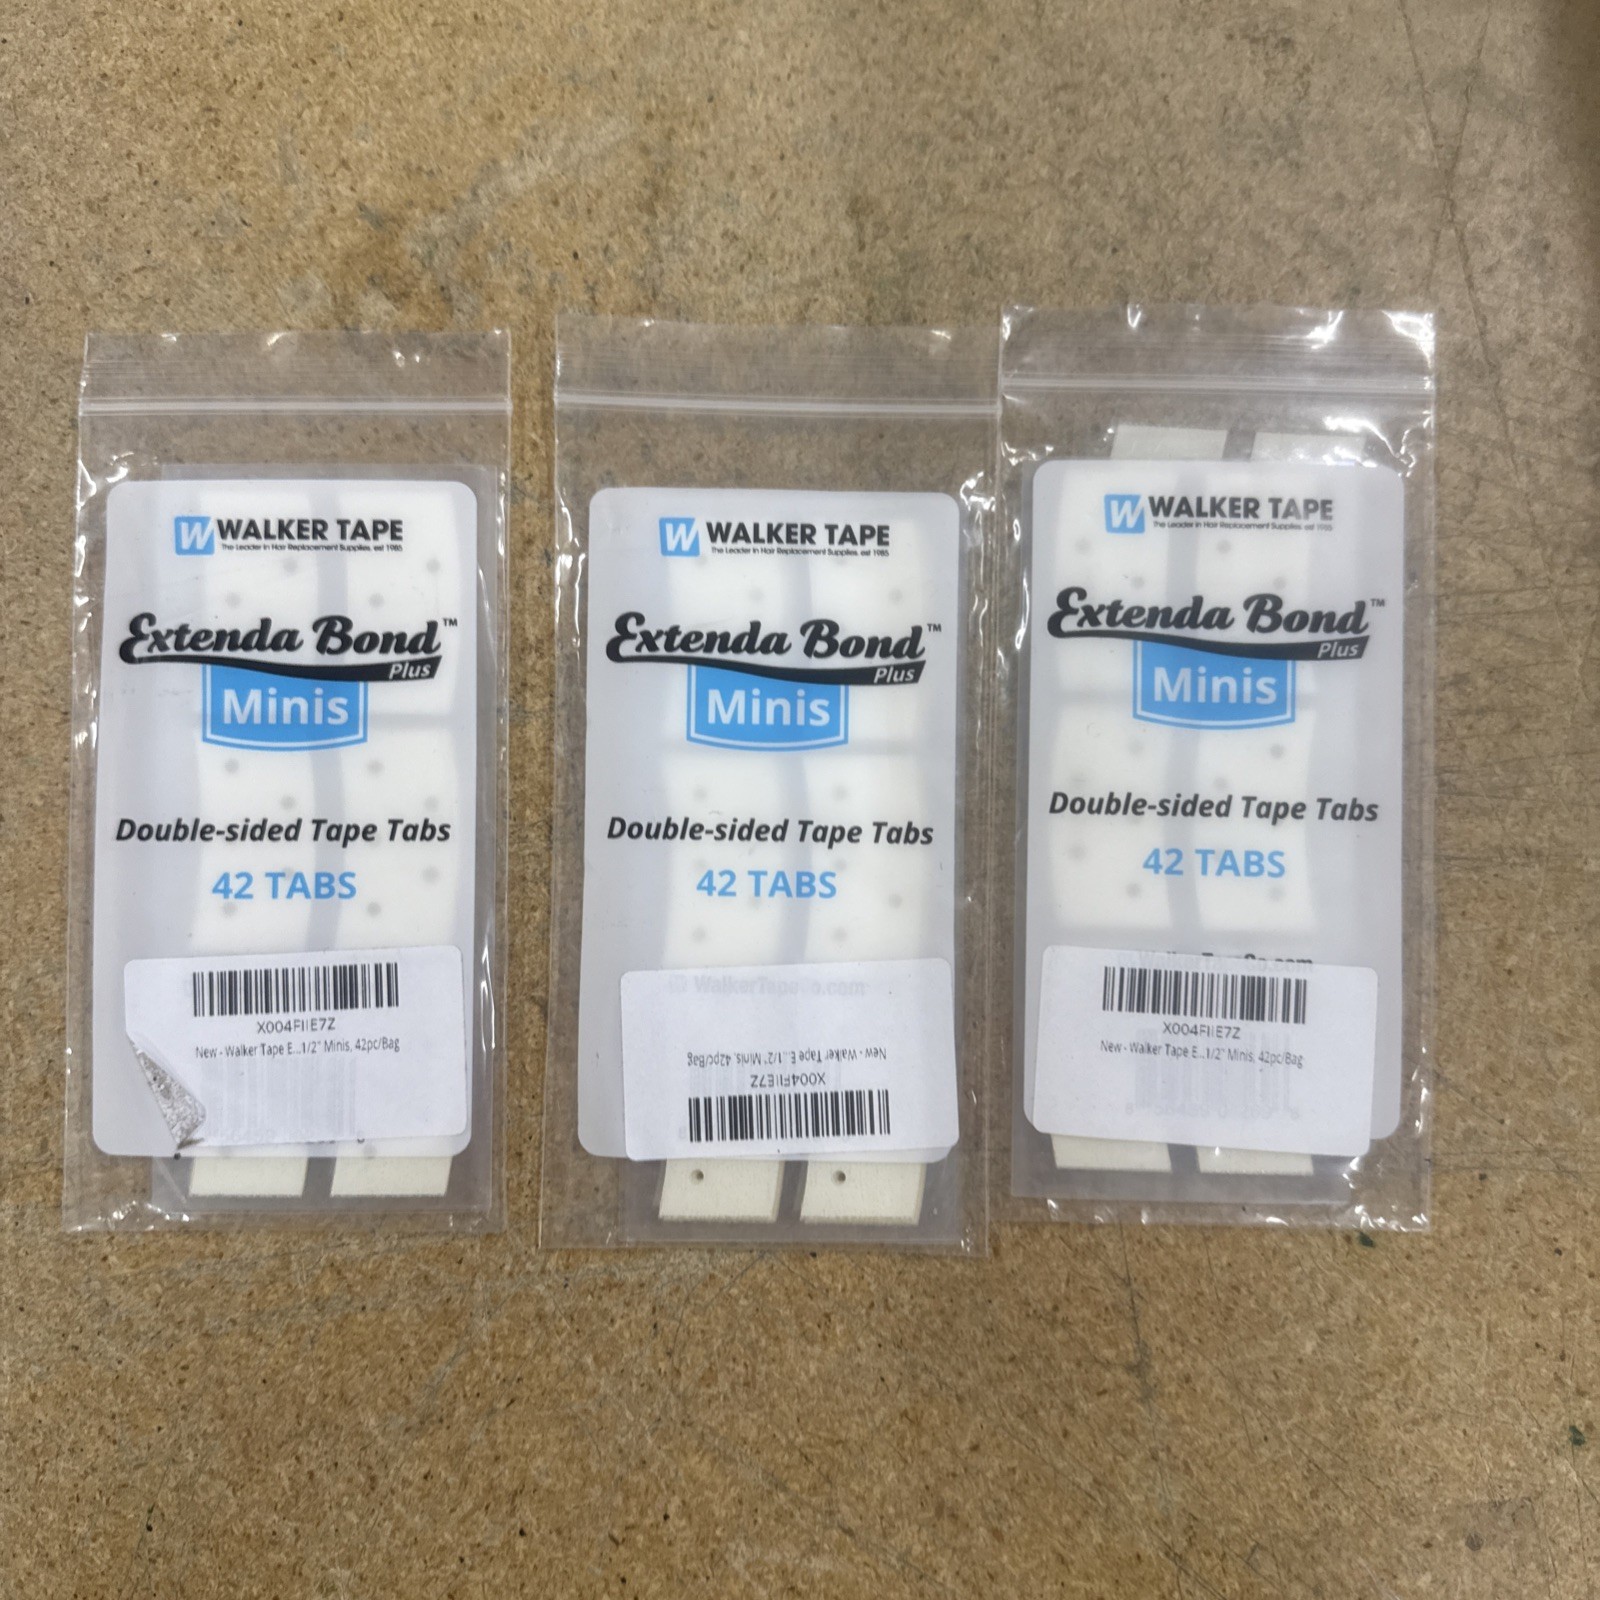 W WALKER TAPE
The Leader in Hair Replacement Supplies, est 1985
Extenda Bond™
Plus
Minis
Double-sided Tape Tabs
42 TABS
X004FIIE7Z
New - Walker Tape E...1/2" Minis, 42pc/Bag
W WALKER TAPE
The Leader in Hair Replacement Supplies, est 1985
Extenda Bond™
Plus
Minis
Double-sided Tape Tabs
42 TABS
WalkerTapeCo.com
New - Walker Tape E...1/2" Minis, 42pc/Bag
X004FIIE7Z
W WALKER TAPE
The Leader in Hair Replacement Supplies, est 1985
Extenda Bond™
Plus
Minis
Double-sided Tape Tabs
42 TABS
X004FIIE7Z
New - Walker Tape E...1/2" Minis, 42pc/Bag